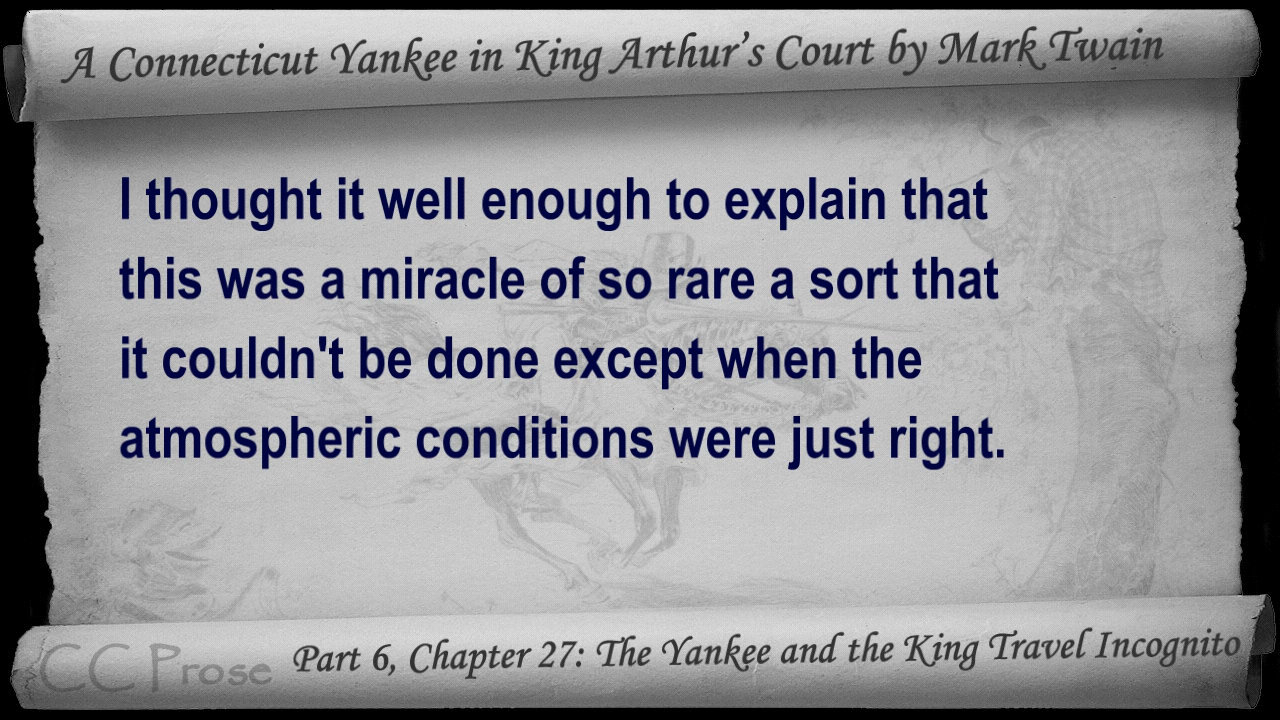 A Connecticut Yankee in King Arthur's Court by Mark Twain
I thought it well enough to explain that
this was a miracle of so rare a sort that
it couldn't be done except when the
atmospheric conditions were just right.
CC Prose
Part 6, Chapter 27: The Yankee and the King Travel Incognito